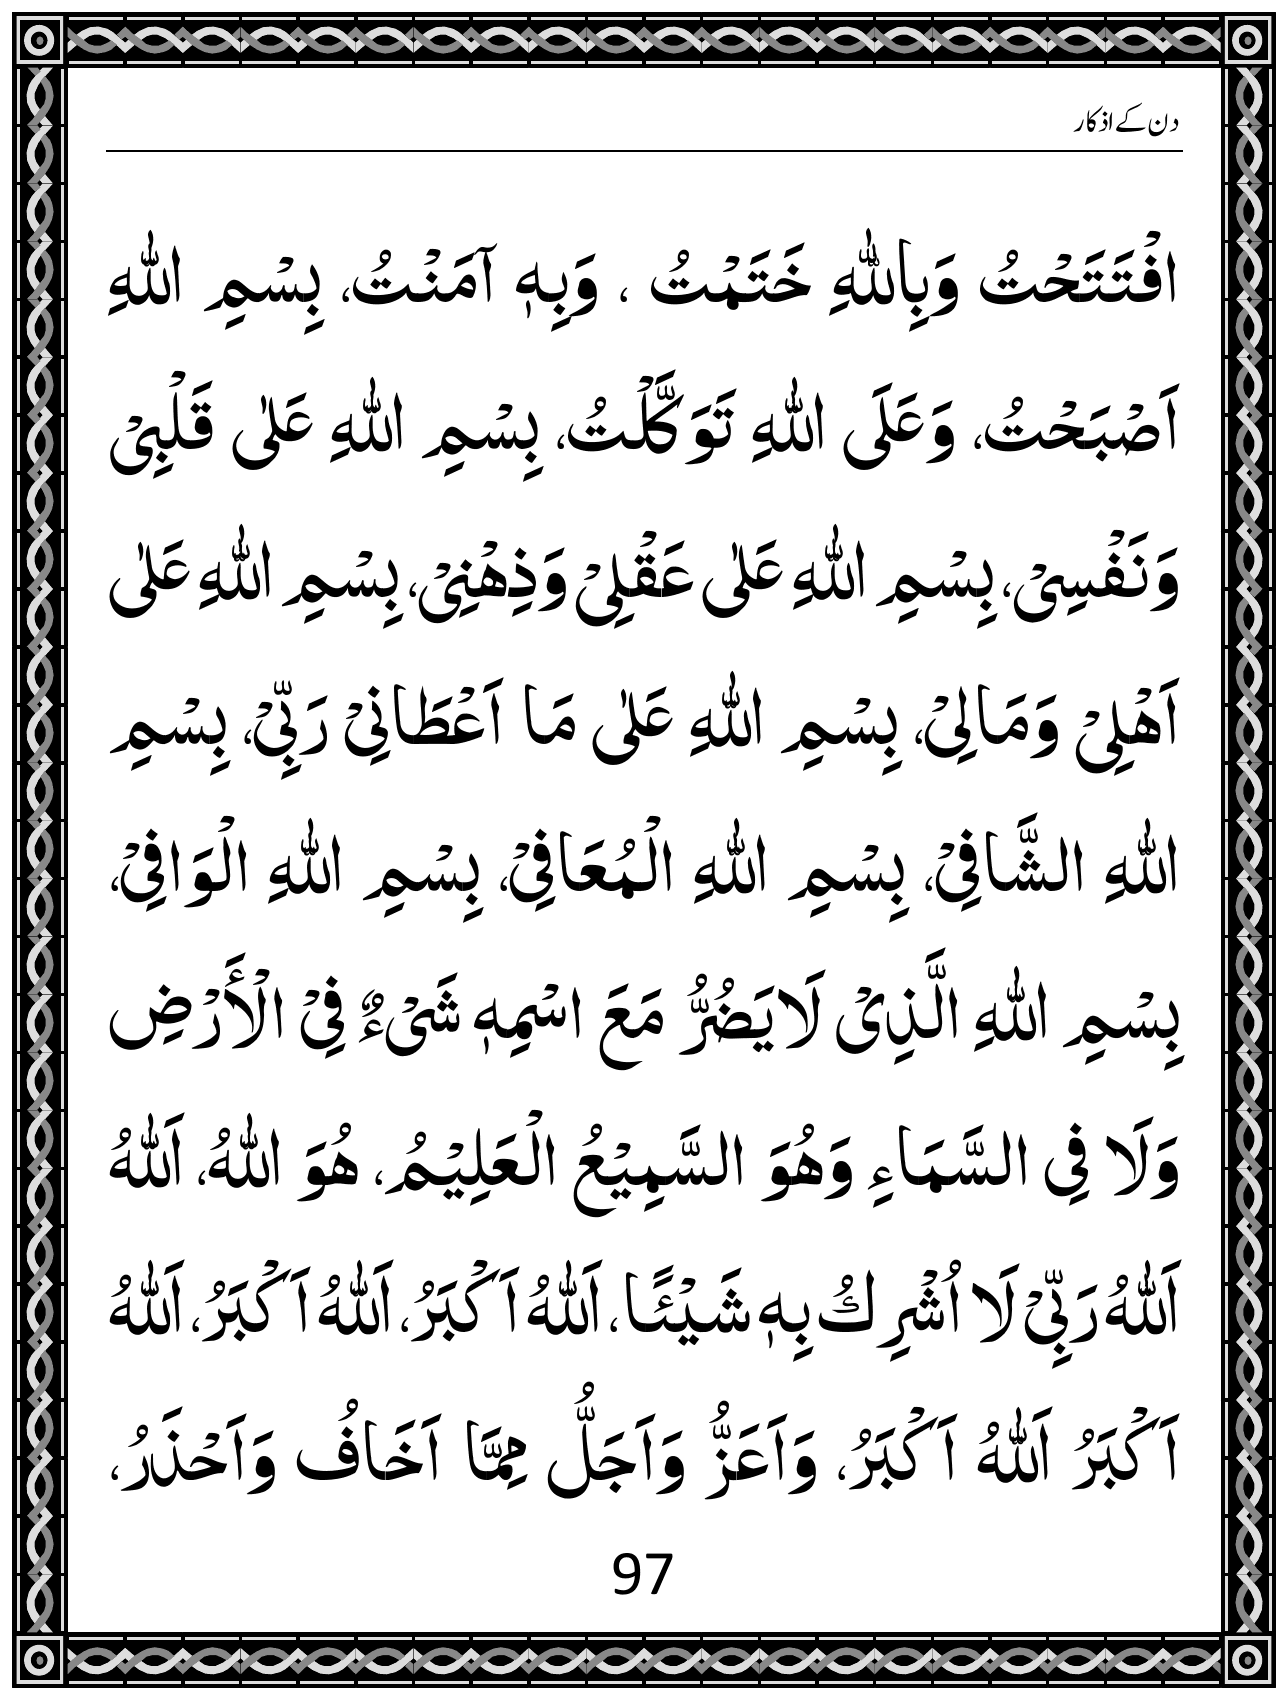 دن کے اذکار
افْتَتَحْتُ وَبِاللّٰهِ خَتَمْتُ ، وَبِهٖ آمَنْتُ، بِسْمِ اللّٰهِ
اَصْبَحْتُ، وَعَلَى اللّٰهِ تَوَكَّلْتُ، بِسْمِ اللّٰهِ عَلٰى قَلْبِىْ
وَنَفْسِىْ، بِسْمِ اللّٰهِ عَلٰى عَقْلِىْ وَذِهْنِىْ، بِسْمِ اللّٰهِ عَلٰى
اَهْلِىْ وَمَالِىْ، بِسْمِ اللّٰهِ عَلٰى مَا اَعْطَانِىْ رَبِّىْ، بِسْمِ
اللّٰهِ الشَّافِىْ، بِسْمِ اللّٰهِ الْمُعَافِىْ، بِسْمِ اللّٰهِ الْوَافِىْ،
بِسْمِ اللّٰهِ الَّذِىْ لَايَضُرُّ مَعَ اسْمِهٖ شَىْءٌ فِىْ الْأَرْضِ
وَلَا فِى السَّمَاءِ وَهُوَ السَّمِيْعُ الْعَلِيْمُ، هُوَ اللّٰهُ، اَللّٰهُ
اَللّٰهُ رَبِّىْ لَا اُشْرِكُ بِهٖ شَيْئًا، اَللّٰهُ اَكْبَرُ، اَللّٰهُ اَكْبَرُ، اَللّٰهُ
اَكْبَرُ اَللّٰهُ اَكْبَرُ، وَاَعَزُّ وَاَجَلُّ مِمَّا اَخَافُ وَاَحْذَرُ،
97